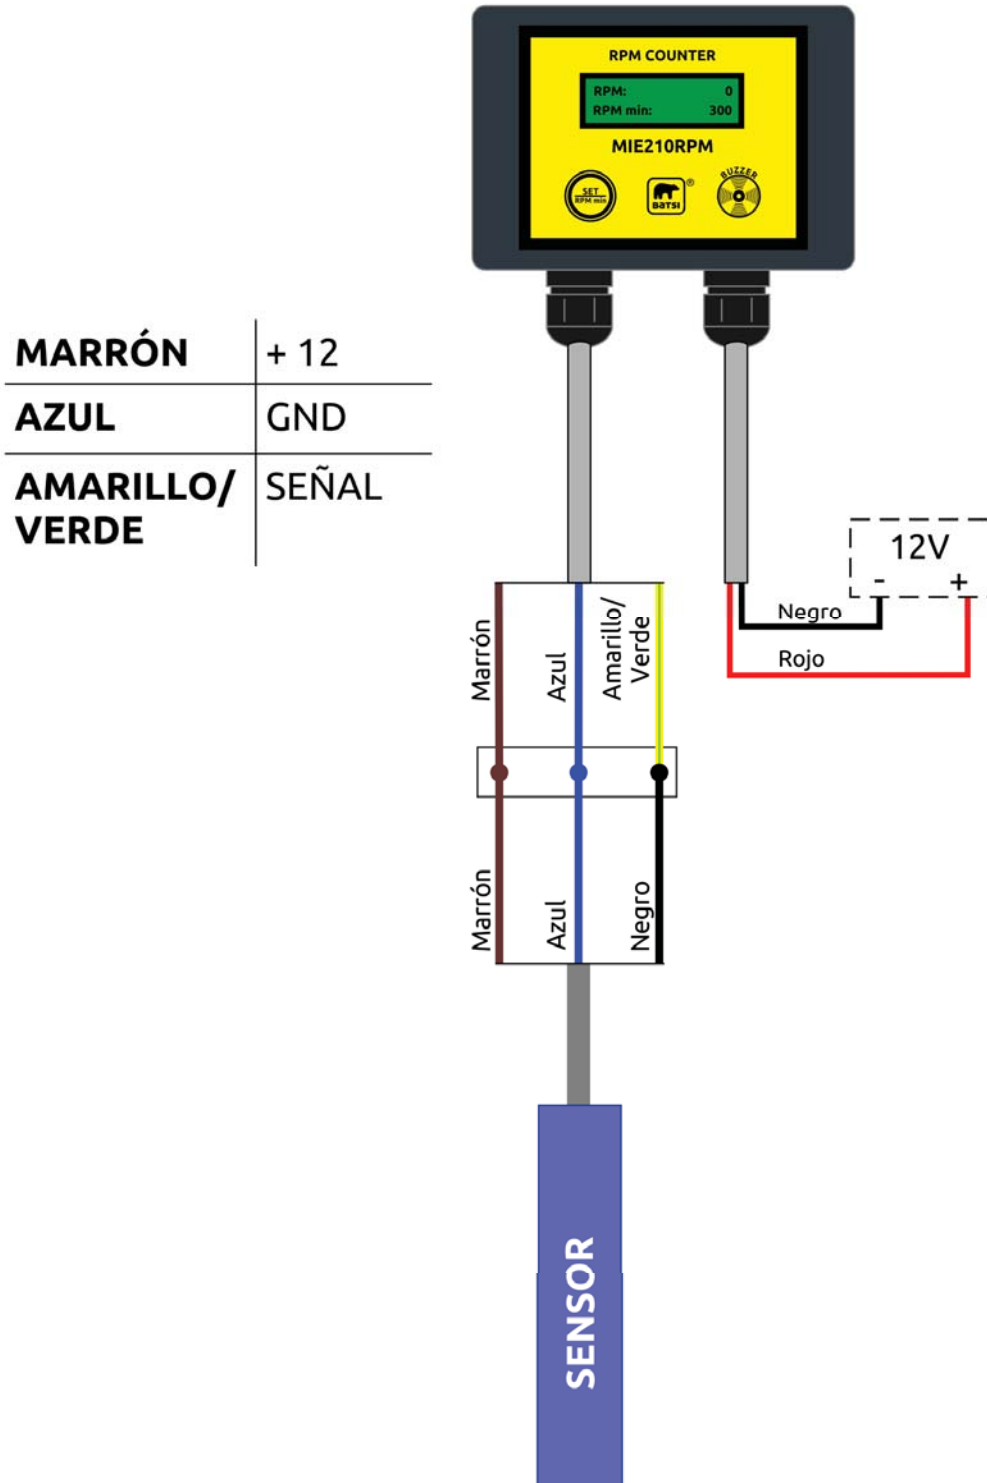 RPM COUNTER
RPM: 0
RPM min: 300
MIE210RPM
SET
RPM min
BATSI
®
BUZZER
MARRÓN + 12
AZUL GND
AMARILLO/ SEÑAL
VERDE
12V
- +
Negro
Rojo
Marrón
Azul
Amarillo/
Verde
Marrón
Azul
Negro
SENSOR